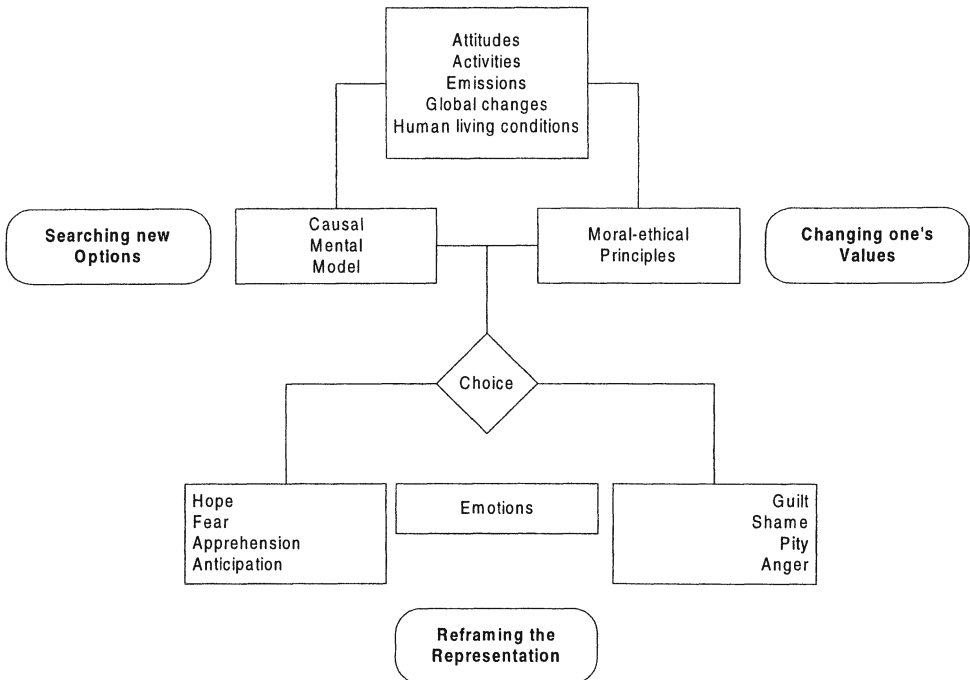 Attitudes
Activities
Emissions
Global changes
Human living conditions
Searching new
Options
Causal
Mental
Model
Moral-ethical
Principles
Changing one's
Values
Choice
Hope
Fear
Apprehension
Anticipation
Emotions
Guilt
Shame
Pity
Anger
Reframing the
Representation